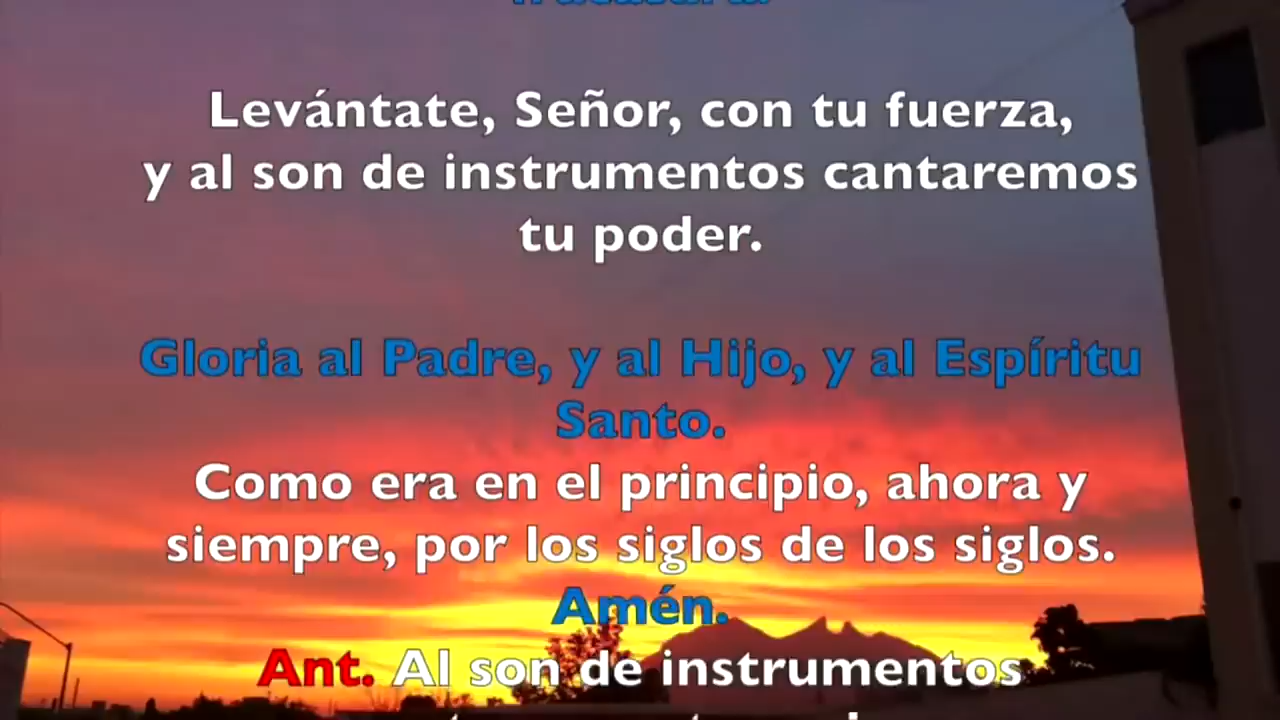 Levántate, Señor, con tu fuerza,
y al son de instrumentos cantaremos
tu poder.
Gloria al Padre, y al Hijo, y al Espíritu
Santo.
Como era en el principio, ahora y
siempre, por los siglos de los siglos.
Amén.
Ant. Al son de instrumentos